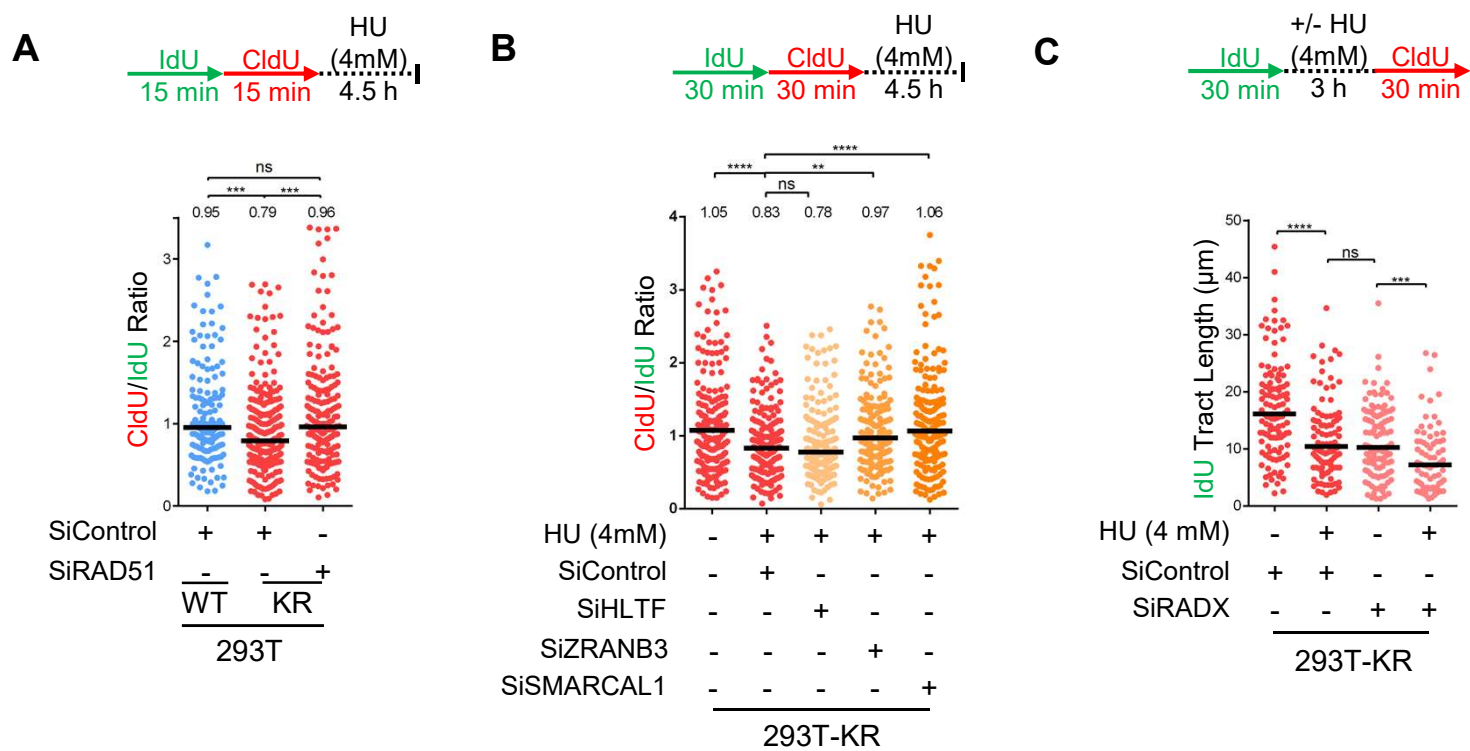 A
IdU CldU HU (4mM)
15 min 15 min 4.5 h
ns
*** ***
0.95 0.79 0.96
CldU/IdU Ratio
3
2
1
0
SiControl + + -
SiRAD51 - - +
WT KR
293T
B
IdU CldU HU (4mM)
30 min 30 min 4.5 h
****
**** **
ns
1.05 0.83 0.78 0.97 1.06
CldU/IdU Ratio
4
3
2
1
0
HU (4mM) - + + + +
SiControl - + - - -
SiHLTF - - + - -
SiZRANB3 - - - + -
SiSMARCAL1 - - - - +
293T-KR
C
+/- HU
IdU (4mM) CldU
30 min 3 h 30 min
****
ns
***
IdU Tract Length (μm)
50
40
30
20
10
0
HU (4 mM) - + - +
SiControl + + - -
SiRADX - - + +
293T-KR